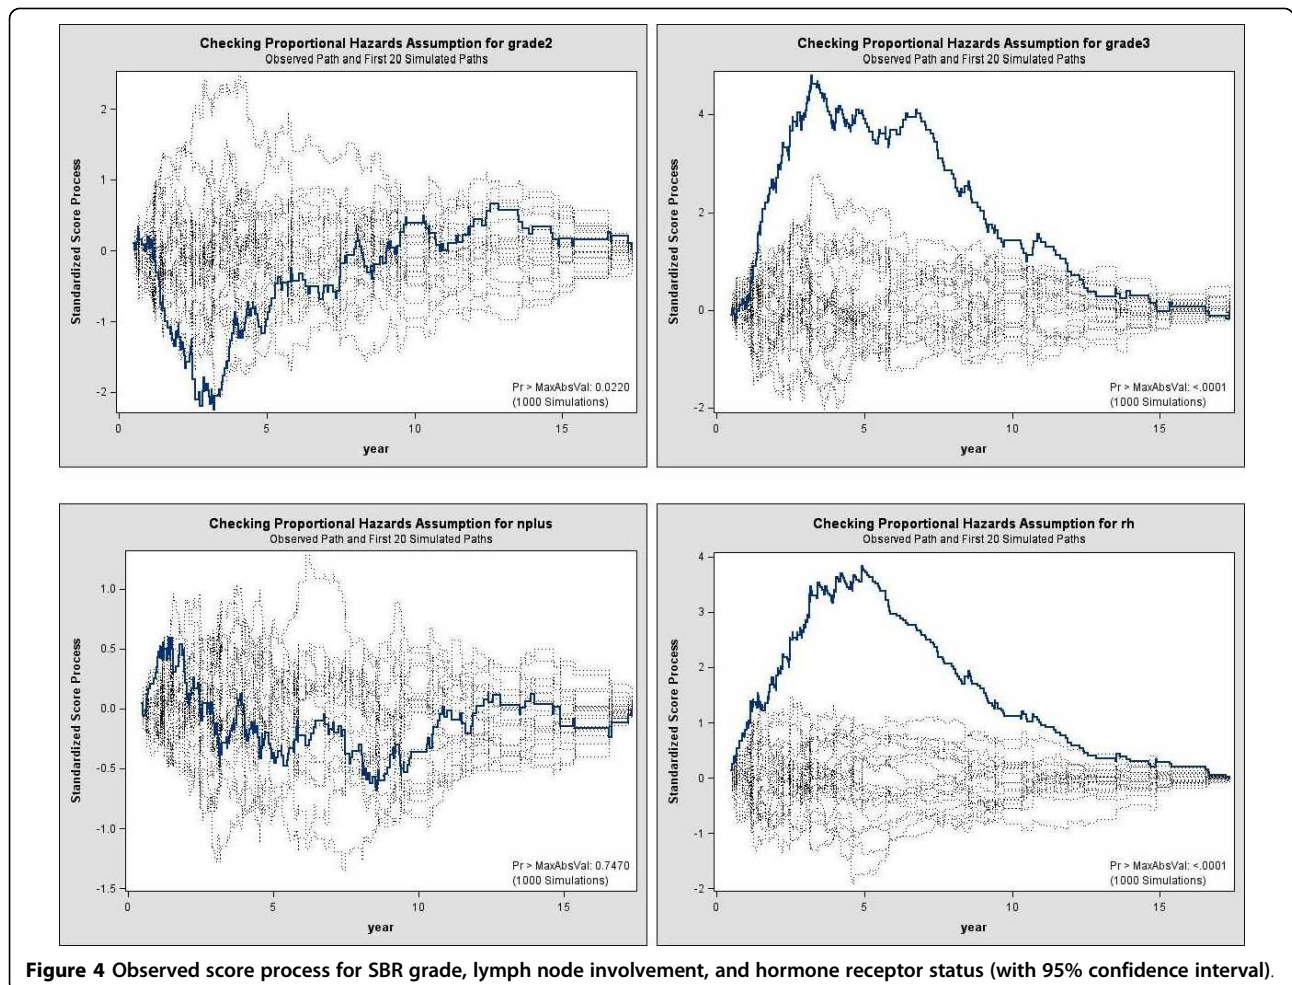 Checking Proportional Hazards Assumption for grade2
Observed Path and First 20 Simulated Paths
Standardized Score Process
2
1
0
-1
-2
Pr > MaxAbsVal: 0.0220
(1000 Simulations)
0 5 10 15
year
Checking Proportional Hazards Assumption for grade3
Observed Path and First 20 Simulated Paths
Standardized Score Process
4
2
0
-2
Pr > MaxAbsVal: <.0001
(1000 Simulations)
0 5 10 15
year
Checking Proportional Hazards Assumption for nplus
Observed Path and First 20 Simulated Paths
Standardized Score Process
1.0
0.5
0.0
-0.5
-1.0
-1.5
Pr > MaxAbsVal: 0.7470
(1000 Simulations)
0 5 10 15
year
Checking Proportional Hazards Assumption for rh
Observed Path and First 20 Simulated Paths
Standardized Score Process
4
3
2
1
0
-1
-2
Pr > MaxAbsVal: <.0001
(1000 Simulations)
0 5 10 15
year
Figure 4 Observed score process for SBR grade, lymph node involvement, and hormone receptor status (with 95% confidence interval).